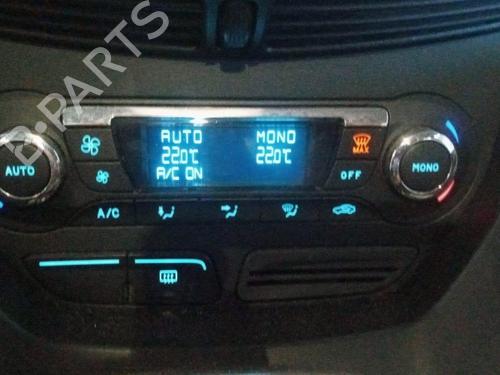 B-PARTS
AUTO MONO
22.0°C 22.0°C
A/C ON
MAX
AUTO
MONO
OFF
A/C